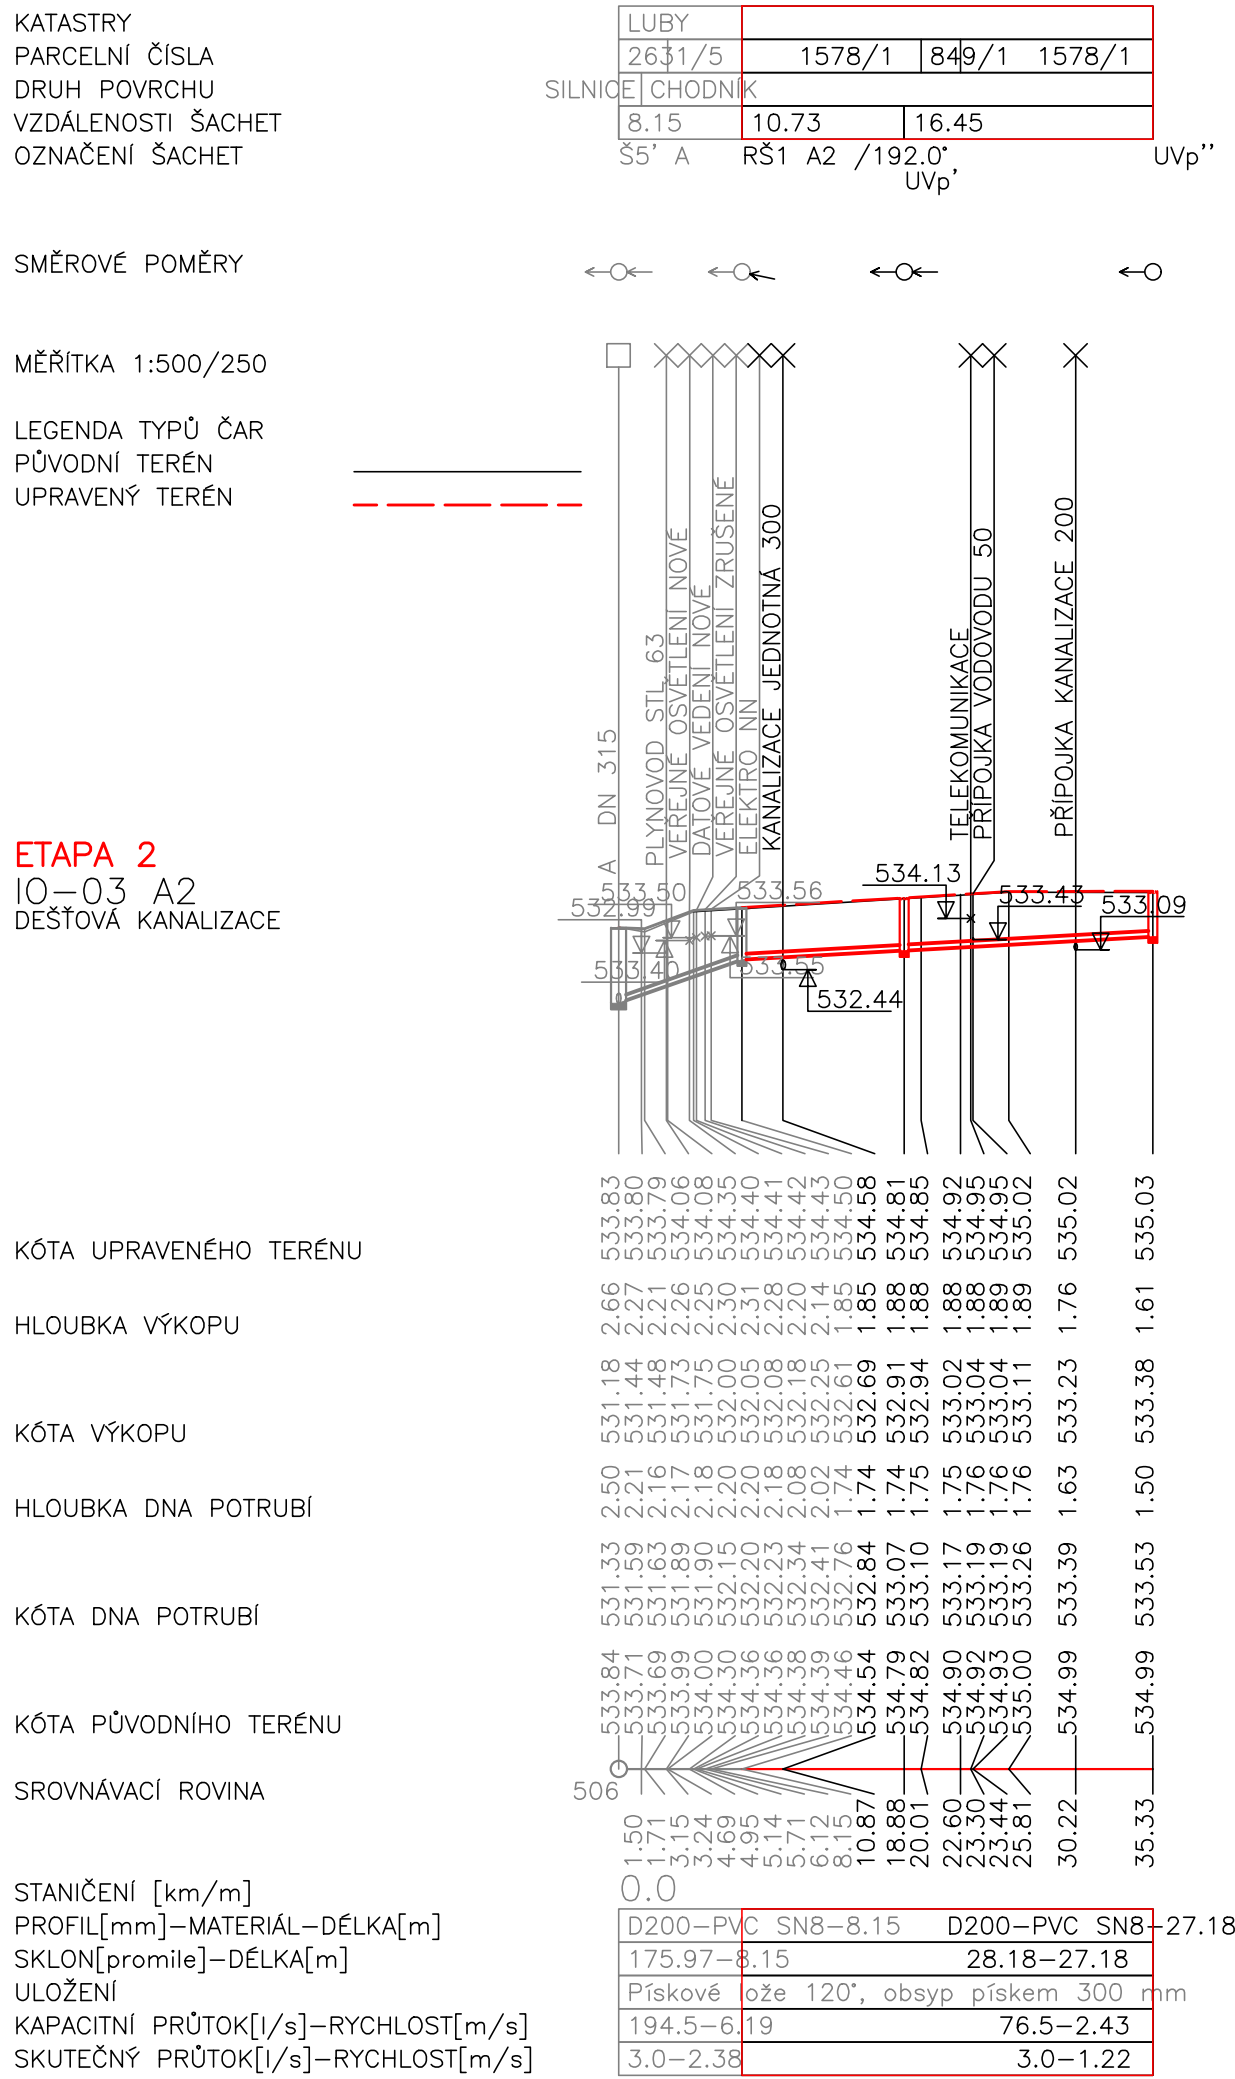 KATASTRY LUBY
PARCELNÍ ČÍSLA 2631/5 1578/1 849/1 1578/1
DRUH POVRCHU SILNICE CHODNÍK
VZDÁLENOSTI ŠACHET 8.15 10.73 16.45
OZNAČENÍ ŠACHET Š5' A RŠ1 A2 /192.0° UVp''
UVp'
SMĚROVÉ POMĚRY
MĚŘÍTKA 1:500/250
LEGENDA TYPŮ ČAR
PŮVODNÍ TERÉN
UPRAVENÝ TERÉN
A DN 315
PLYNOVOD STL 63
VEŘEJNÉ OSVĚTLENÍ NOVÉ
DATOVÉ VEDENÍ NOVÉ
VEŘEJNÉ OSVĚTLENÍ ZRUŠENÉ
ELEKTRO NN
KANALIZACE JEDNOTNÁ 300
TELEKOMUNIKACE
PŘÍPOJKA VODOVODU 50
PŘÍPOJKA KANALIZACE 200
ETAPA 2
IO-03 A2
DEŠŤOVÁ KANALIZACE
534.13
533.50 533.56 533.43
532.99 533.09
533.40 533.55
532.44
KÓTA UPRAVENÉHO TERÉNU 533.83 533.80 533.79 534.06 534.08 534.35 534.40 534.41 534.42 534.43 534.50 534.58 534.81 534.85 534.92 534.95 534.95 535.02 535.02 535.03
HLOUBKA VÝKOPU 2.66 2.27 2.21 2.26 2.25 2.30 2.31 2.28 2.20 2.14 1.85 1.85 1.88 1.88 1.88 1.88 1.89 1.89 1.76 1.61
KÓTA VÝKOPU 531.18 531.44 531.48 531.73 531.75 532.00 532.05 532.08 532.18 532.25 532.61 532.69 532.91 532.94 533.02 533.04 533.04 533.11 533.23 533.38
HLOUBKA DNA POTRUBÍ 2.50 2.21 2.16 2.17 2.18 2.20 2.20 2.18 2.08 2.02 1.74 1.74 1.74 1.75 1.75 1.76 1.76 1.76 1.63 1.50
KÓTA DNA POTRUBÍ 531.33 531.59 531.63 531.89 531.90 532.15 532.20 532.23 532.34 532.41 532.76 532.84 533.07 533.10 533.17 533.19 533.19 533.26 533.39 533.53
KÓTA PŮVODNÍHO TERÉNU 533.84 533.71 533.69 533.99 534.00 534.30 534.36 534.36 534.38 534.39 534.46 534.54 534.79 534.82 534.90 534.92 534.93 535.00 534.99 534.99
SROVNÁVACÍ ROVINA 506
1.50 1.71 3.15 3.24 4.69 4.95 5.14 5.71 6.12 8.15 10.87 18.88 20.01 22.60 23.30 23.44 25.81 30.22 35.33
STANIČENÍ [km/m] 0.0
PROFIL[mm]-MATERIÁL-DÉLKA[m] D200-PVC SN8-8.15 D200-PVC SN8-27.18
SKLON[promile]-DÉLKA[m] 175.97-8.15 28.18-27.18
ULOŽENÍ Pískové lože 120°, obsyp pískem 300 mm
KAPACITNÍ PRŮTOK[l/s]-RYCHLOST[m/s] 194.5-6.19 76.5-2.43
SKUTEČNÝ PRŮTOK[l/s]-RYCHLOST[m/s] 3.0-2.38 3.0-1.22